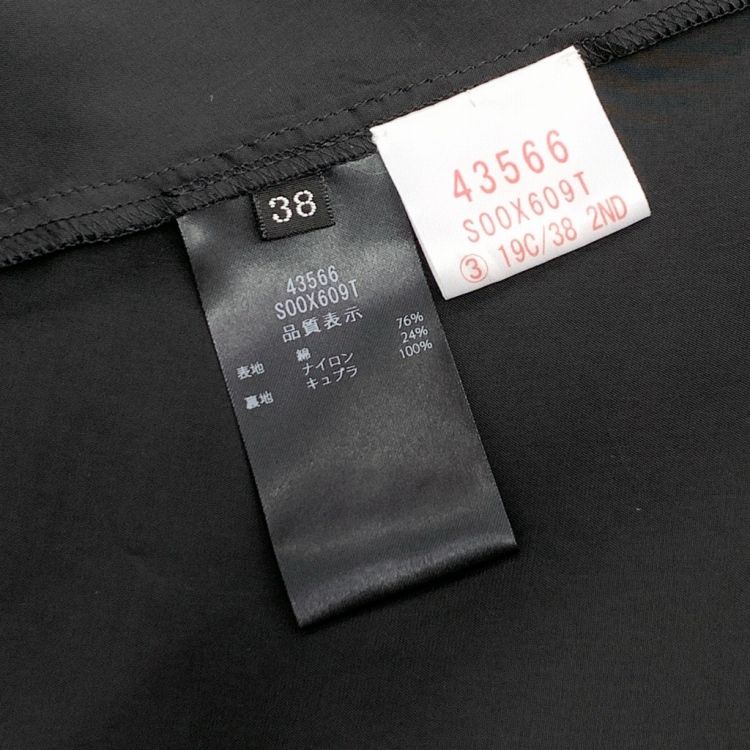 38
43566
S00X609T
品質表示
表地 綿 76%
ナイロン 24%
裏地 キュプラ 100%
43566
S00X609T
③ 19C/38 2ND